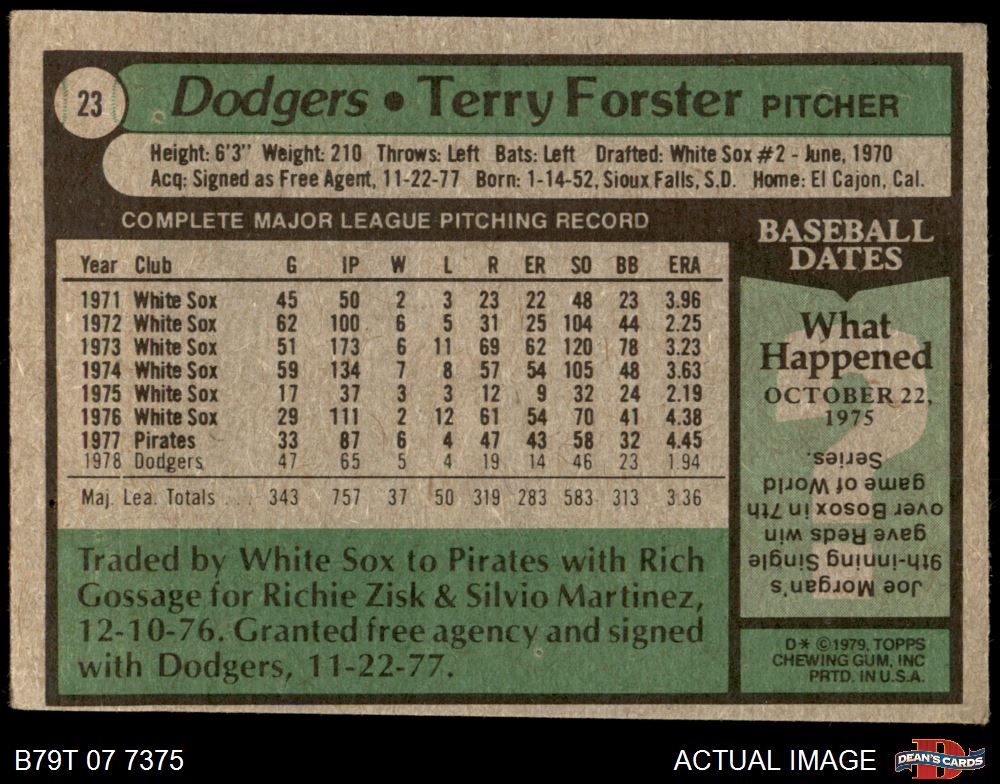 23
Dodgers • Terry Forster PITCHER
Height: 6'3" Weight: 210 Throws: Left Bats: Left Drafted: White Sox #2 - June, 1970
Acq: Signed as Free Agent, 11-22-77 Born: 1-14-52, Sioux Falls, S.D. Home: El Cajon, Cal.
COMPLETE MAJOR LEAGUE PITCHING RECORD
Year Club G IP W L R ER SO BB ERA
1971 White Sox 45 50 2 3 23 22 48 23 3.96
1972 White Sox 62 100 6 5 31 25 104 44 2.25
1973 White Sox 51 173 6 11 69 62 120 78 3.23
1974 White Sox 59 134 7 8 57 54 105 48 3.63
1975 White Sox 17 37 3 3 12 9 32 24 2.19
1976 White Sox 29 111 2 12 61 54 70 41 4.38
1977 Pirates 33 87 6 4 47 43 58 32 4.45
1978 Dodgers 47 65 5 4 19 14 46 23 1.94
Maj. Lea. Totals . . . 343 757 37 50 319 283 583 313 3.36
Traded by White Sox to Pirates with Rich
Gossage for Richie Zisk & Silvio Martinez,
12-10-76. Granted free agency and signed
with Dodgers, 11-22-77.
BASEBALL
DATES
What
Happened
OCTOBER 22,
1975
Joe Morgan's
9th-inning Single
gave Reds win
over Bosox in 7th
game of World
Series.
D* ©1979, TOPPS
CHEWING GUM, INC
PRTD. IN U.S.A.
B79T 07 7375
ACTUAL IMAGE
D
DEAN'S CARDS